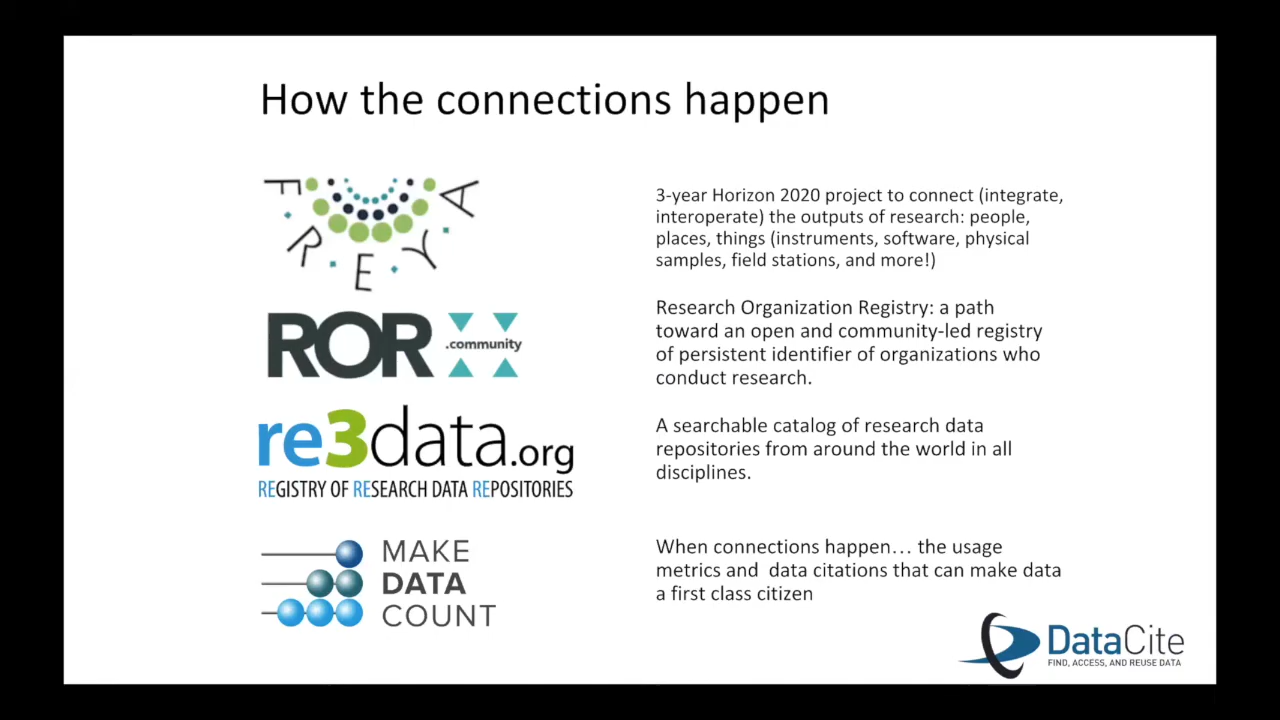 How the connections happen
FREYA
3-year Horizon 2020 project to connect (integrate,
interoperate) the outputs of research: people,
places, things (instruments, software, physical
samples, field stations, and more!)
ROR .community
Research Organization Registry: a path
toward an open and community-led registry
of persistent identifier of organizations who
conduct research.
re3data.org
REGISTRY OF RESEARCH DATA REPOSITORIES
A searchable catalog of research data
repositories from around the world in all
disciplines.
MAKE
DATA
COUNT
When connections happen… the usage
metrics and  data citations that can make data
a first class citizen
DataCite
FIND, ACCESS, AND REUSE DATA